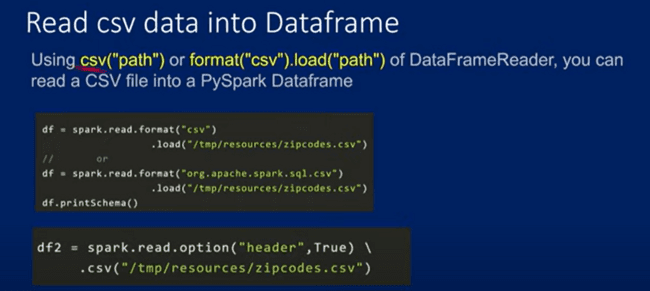 Read csv data into Dataframe
Using csv("path") or format("csv").load("path") of DataFrameReader, you can
read a CSV file into a PySpark Dataframe
df = spark.read.format("csv")
.load("/tmp/resources/zipcodes.csv")
// or
df = spark.read.format("org.apache.spark.sql.csv")
.load("/tmp/resources/zipcodes.csv")
df.printSchema()
df2 = spark.read.option("header",True) \
.csv("/tmp/resources/zipcodes.csv")